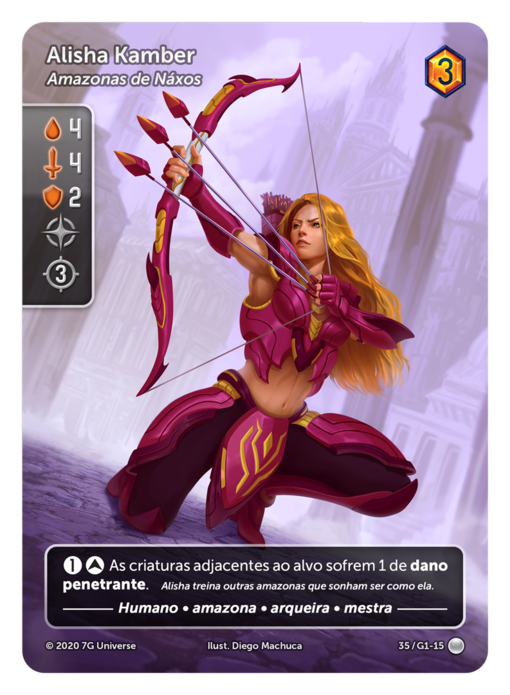 Alisha Kamber
Amazonas de Náxos
3
4
4
2
3
1 As criaturas adjacentes ao alvo sofrem 1 de dano
penetrante. Alisha treina outras amazonas que sonham ser como ela.
Humano • amazona • arqueira • mestra
© 2020 7G Universe
Ilust. Diego Machuca
35/G1-15